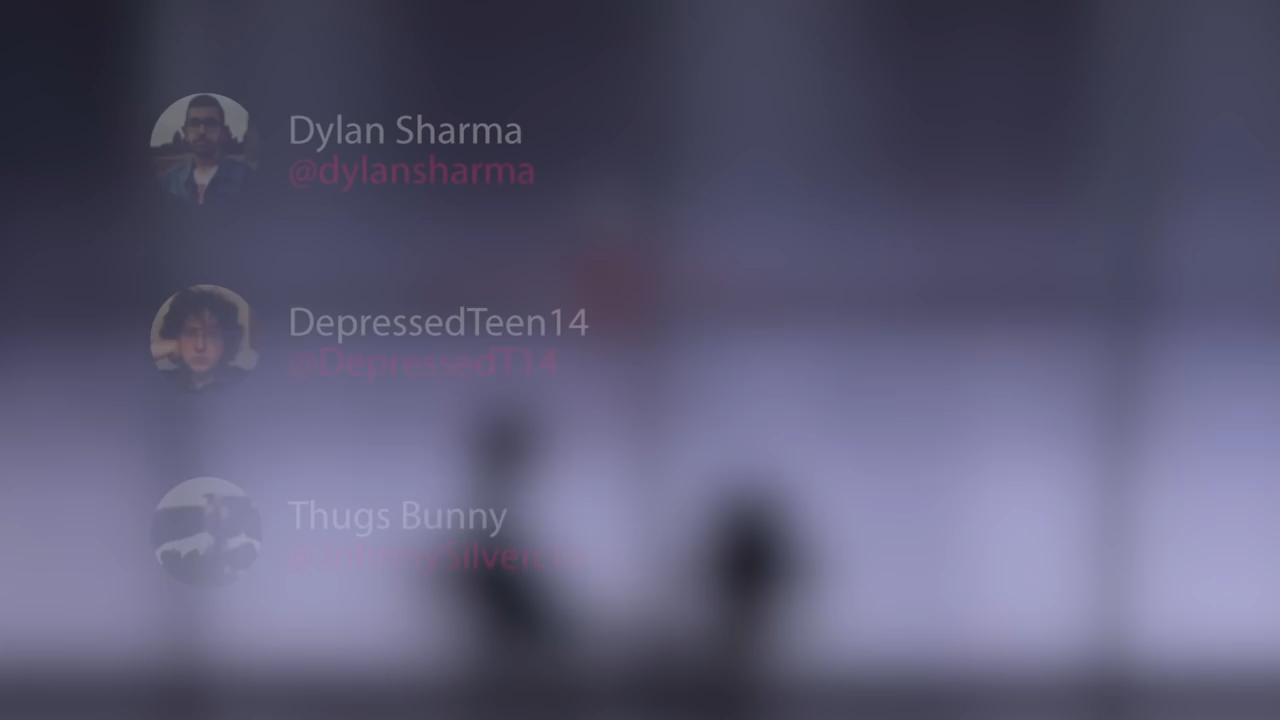 Dylan Sharma
@dylansharma
DepressedTeen14
@DepressedT14
Thugs Bunny